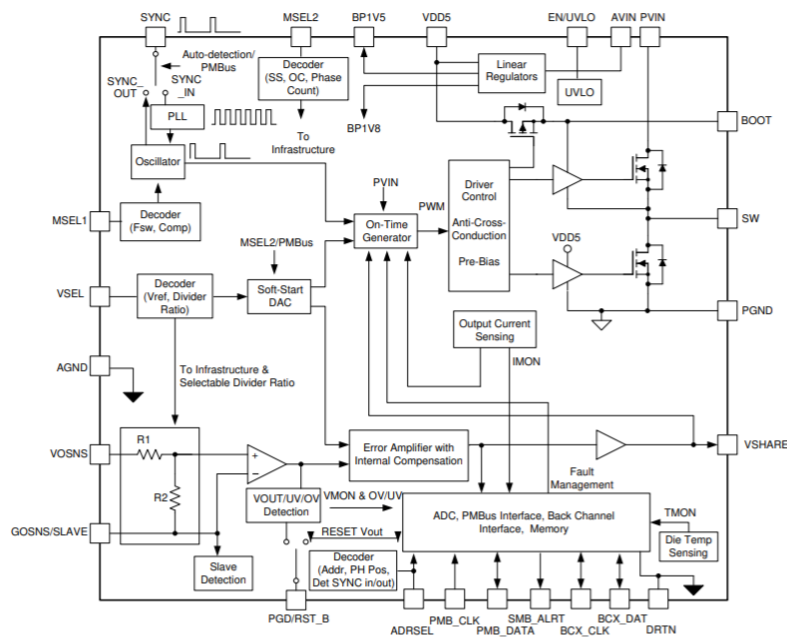 SYNC
MSEL2
BP1V5
VDD5
EN/UVLO
AVIN
PVIN
Auto-detection/
PMBus
SYNC_
OUT
SYNC
_IN
PLL
Oscillator
Decoder
(SS, OC, Phase
Count)
To
Infrastructure
BP1V8
Linear
Regulators
UVLO
BOOT
MSEL1
Decoder
(Fsw, Comp)
PVIN
On-Time
Generator
PWM
Driver
Control
Anti-Cross-
Conduction
Pre-Bias
VDD5
SW
MSEL2/PMBus
VSEL
Decoder
(Vref, Divider
Ratio)
Soft-Start
DAC
Output Current
Sensing
IMON
PGND
AGND
To Infrastructure &
Selectable Divider Ratio
VOSNS
R1
R2
+
−
Error Amplifier with
Internal Compensation
VSHARE
Fault
Management
VOUT/UV/OV
Detection
VMON & OV/UV
ADC, PMBus Interface, Back Channel
Interface, Memory
TMON
Die Temp
Sensing
GOSNS/SLAVE
RESET Vout
Slave
Detection
Decoder
(Addr, PH Pos,
Det SYNC in/out)
PGD/RST_B
ADRSEL
PMB_CLK
PMB_DATA
SMB_ALRT
BCX_CLK
BCX_DAT
DRTN